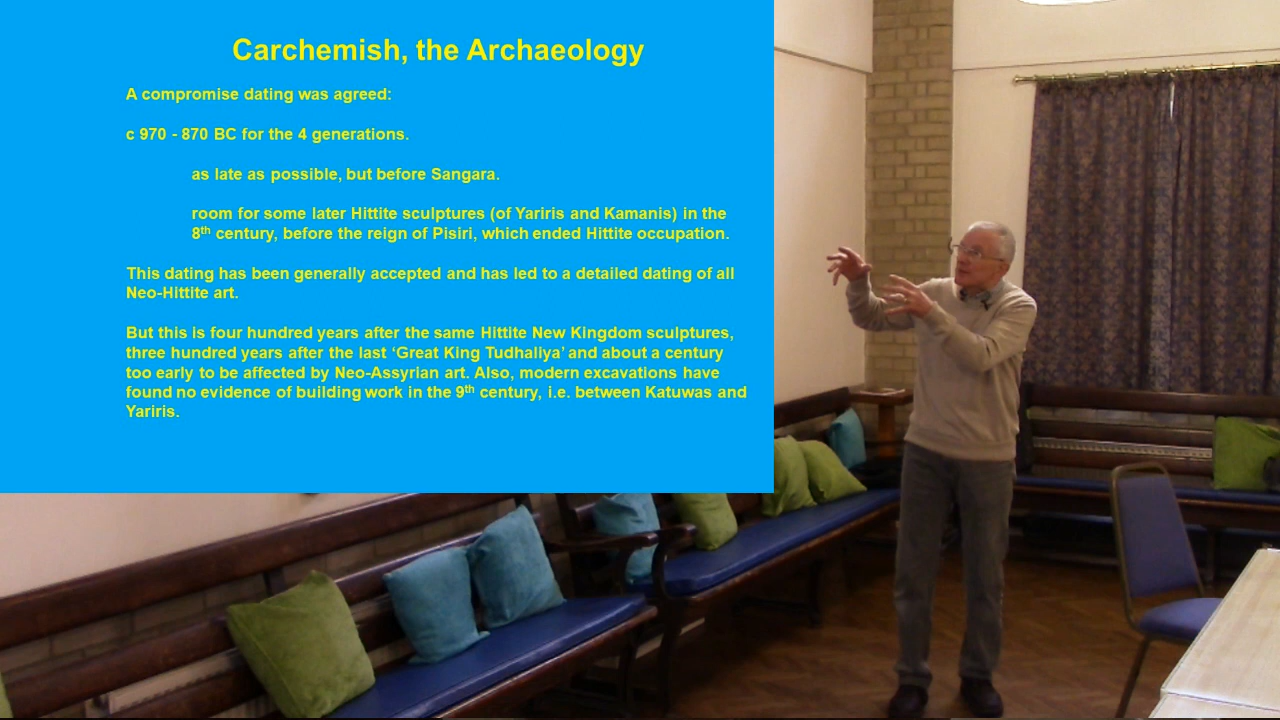 Carchemish, the Archaeology
A compromise dating was agreed:
c 970 - 870 BC for the 4 generations.
as late as possible, but before Sangara.
room for some later Hittite sculptures (of Yariris and Kamanis) in the
8th century, before the reign of Pisiri, which ended Hittite occupation.
This dating has been generally accepted and has led to a detailed dating of all
Neo-Hittite art.
But this is four hundred years after the same Hittite New Kingdom sculptures,
three hundred years after the last ‘Great King Tudhaliya’ and about a century
too early to be affected by Neo-Assyrian art. Also, modern excavations have
found no evidence of building work in the 9th century, i.e. between Katuwas and
Yariris.